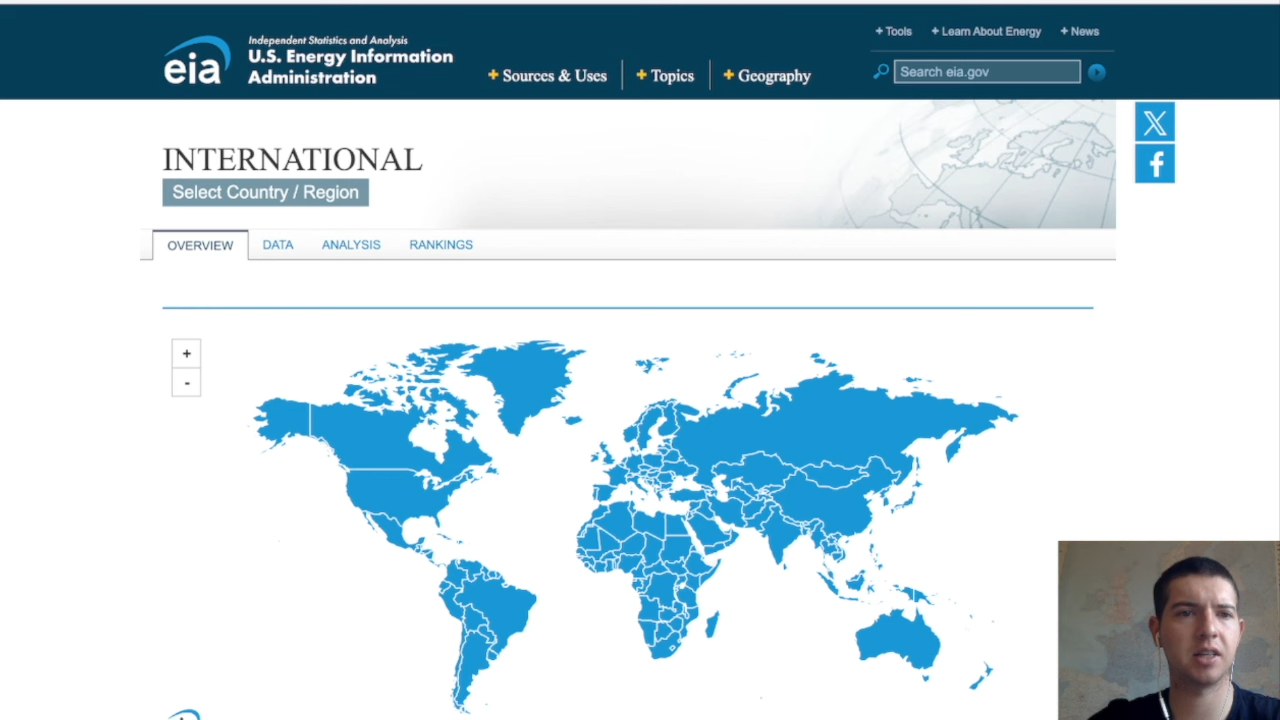 Independent Statistics and Analysis
U.S. Energy Information
Administration
eia
+ Sources & Uses
+ Topics
+ Geography
+ Tools
+ Learn About Energy
+ News
Search eia.gov
INTERNATIONAL
Select Country / Region
OVERVIEW
DATA
ANALYSIS
RANKINGS
+
-